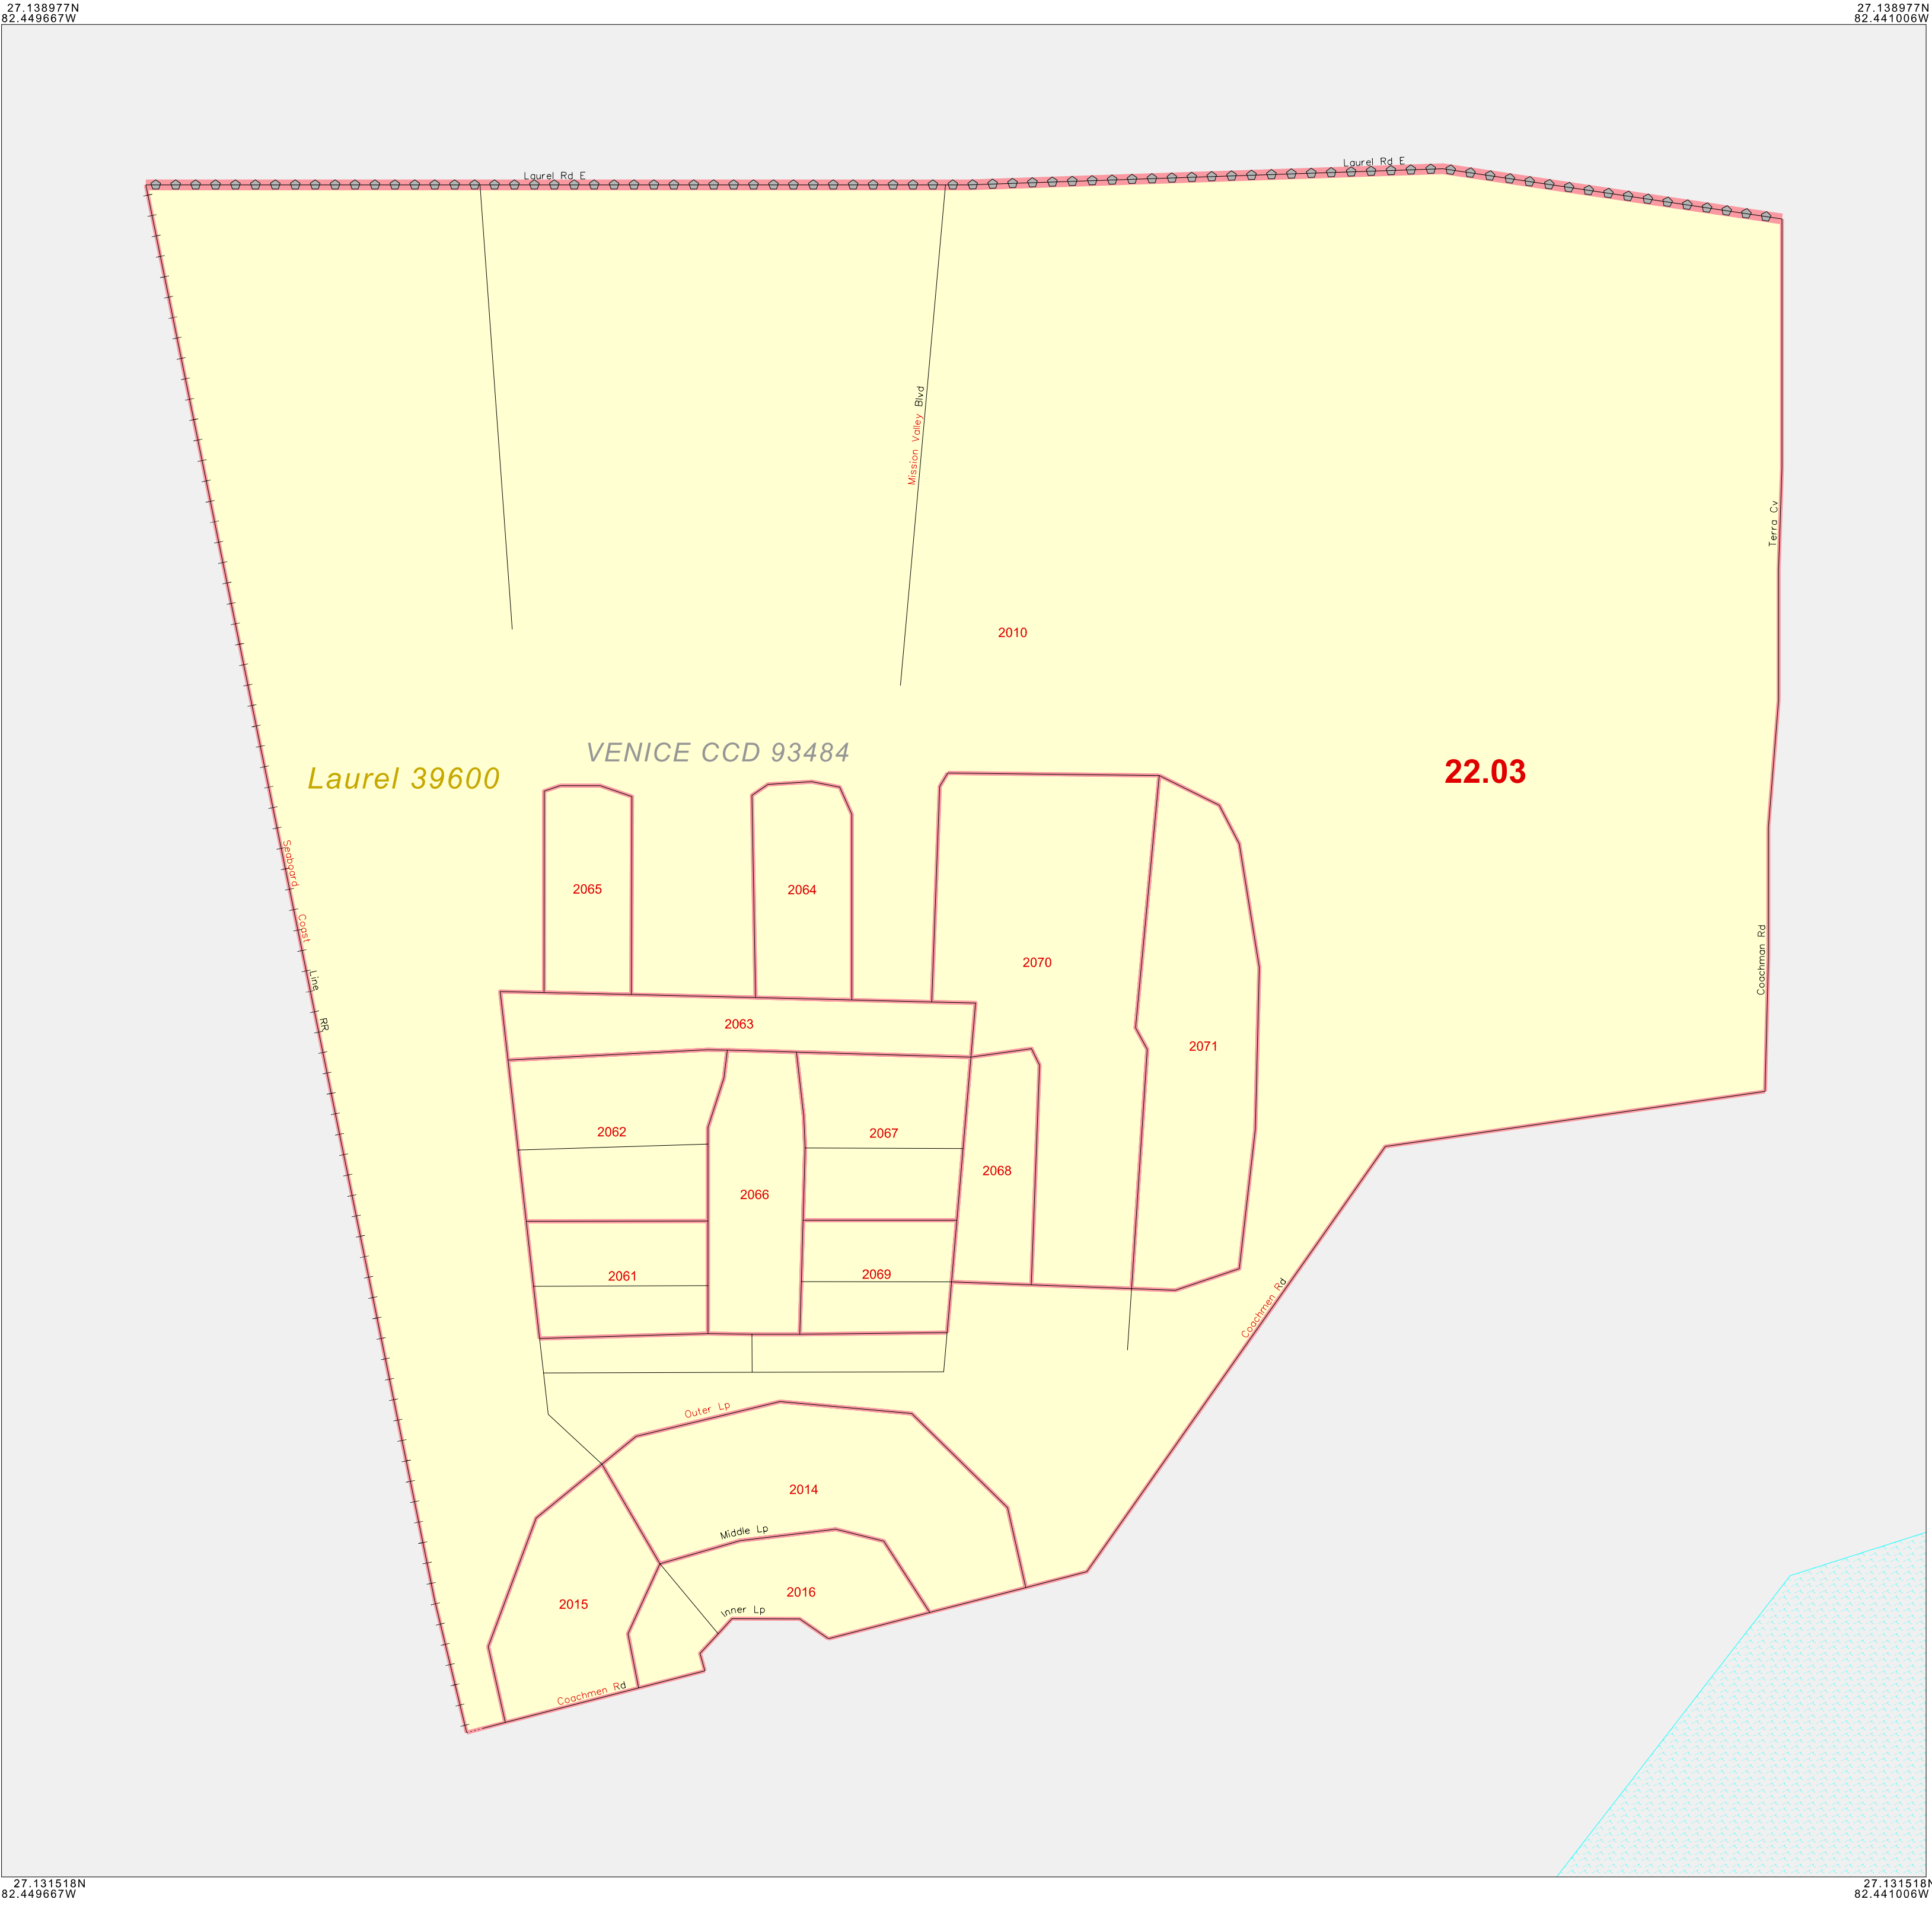 27.138977N
82.449667W
27.138977N
82.441006W
Laurel Rd E
Laurel Rd E
Mission Valley Blvd
Terra Cv
2010
VENICE CCD 93484
Laurel 39600
22.03
Seaboard Coast Line RR
2065
2064
2070
Coachman Rd
2063
2071
2062
2067
2068
2066
2061
2069
Coachmen Rd
Outer Lp
2014
Middle Lp
2016
2015
Inner Lp
Coachmen Rd
27.131518N
82.449667W
27.131518N
82.441006W